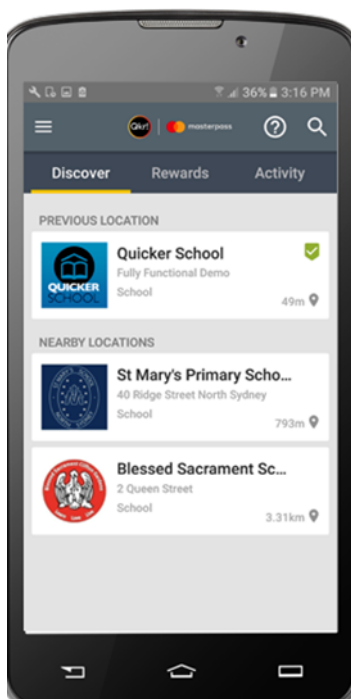 36% 3:16 PM
Qkr! | masterpass
Discover Rewards Activity
PREVIOUS LOCATION
QUICKER
SCHOOL
Quicker School
Fully Functional Demo
School
49m
NEARBY LOCATIONS
St Mary's Primary Scho...
40 Ridge Street North Sydney
School
793m
Blessed Sacrament Sc...
2 Queen Street
School
3.31km